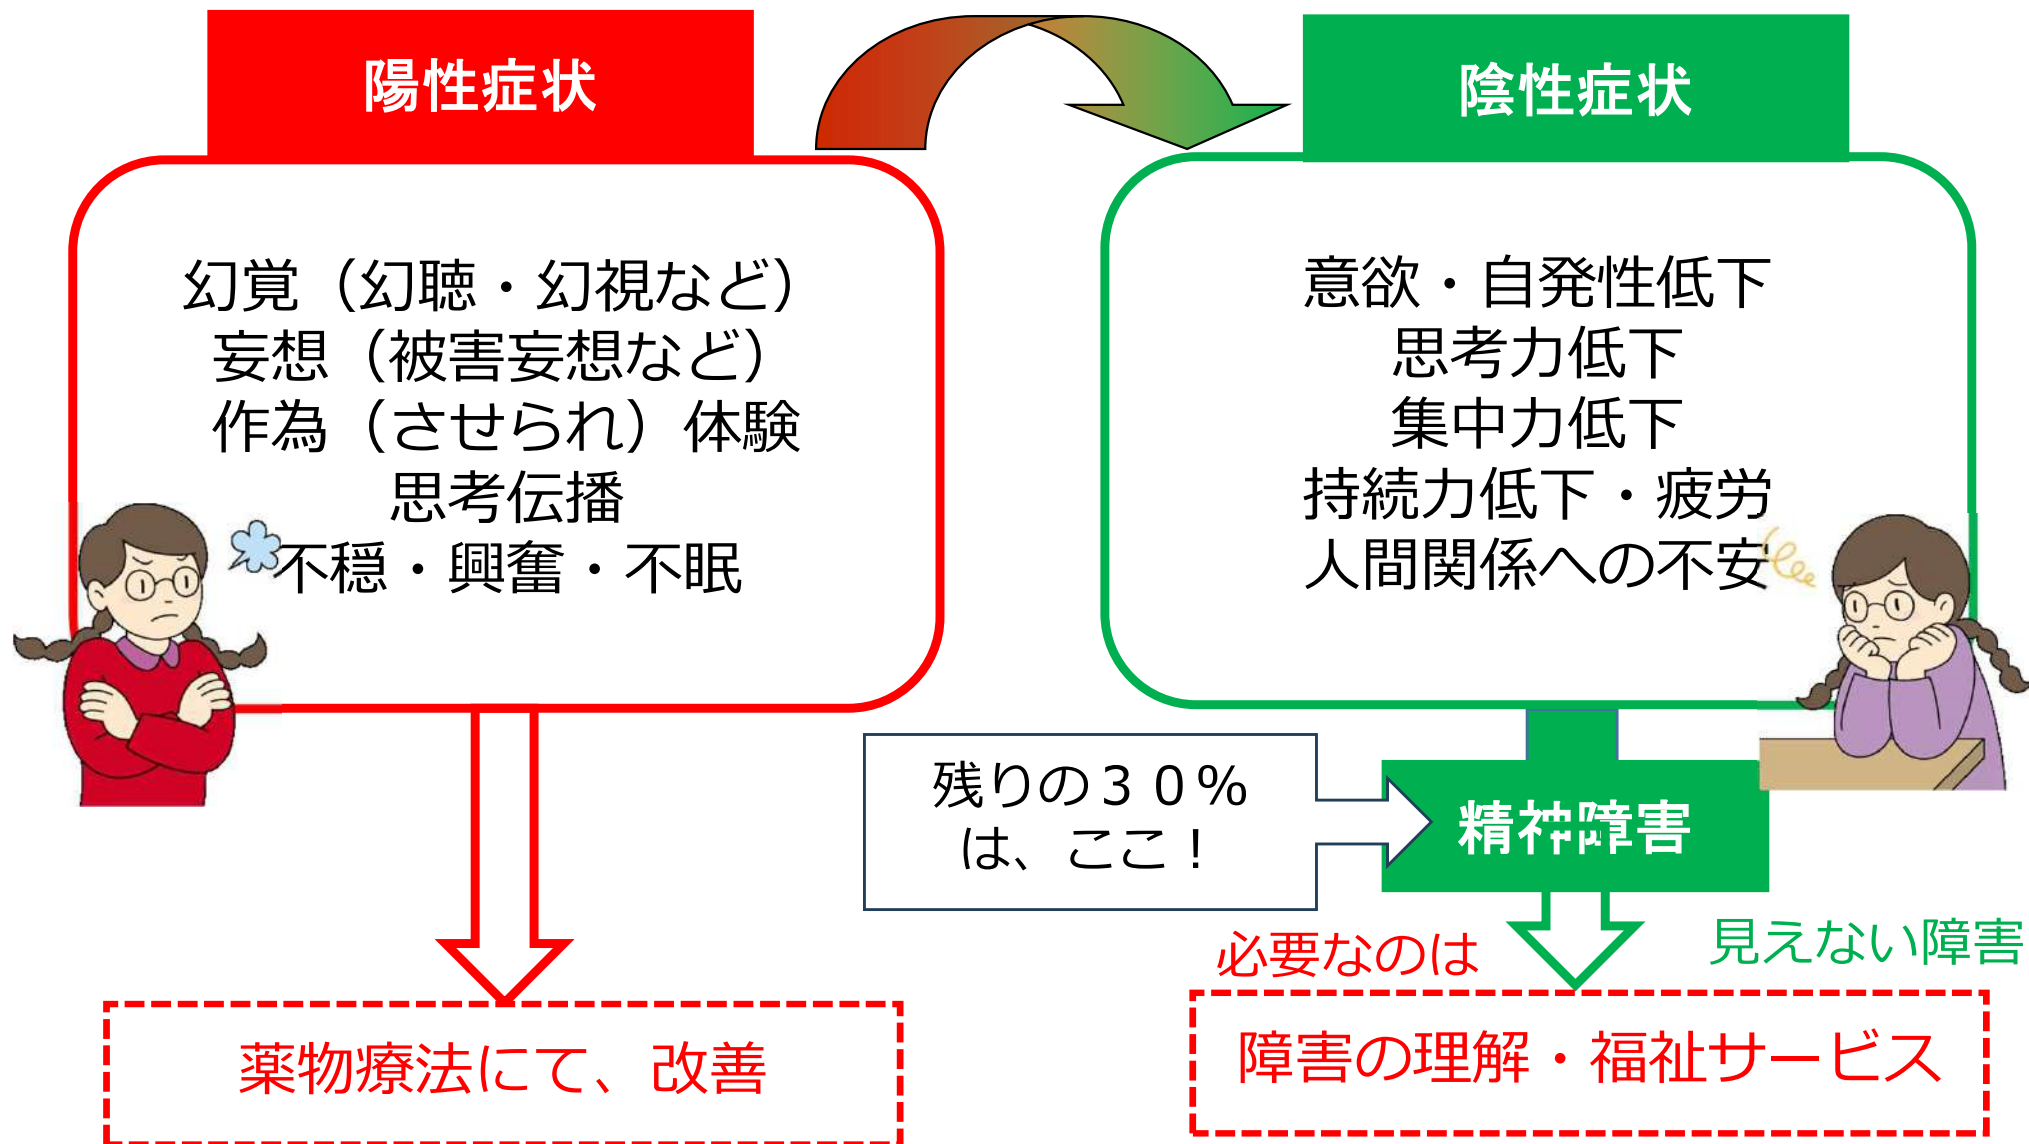 陽性症状
幻覚（幻聴・幻視など）
妄想（被害妄想など）
作為（させられ）体験
思考伝播
不穏・興奮・不眠
薬物療法にて、改善
陰性症状
意欲・自発性低下
思考力低下
集中力低下
持続力低下・疲労
人間関係への不安
残りの３０％
は、ここ！
精神障害
必要なのは
見えない障害
障害の理解・福祉サービス